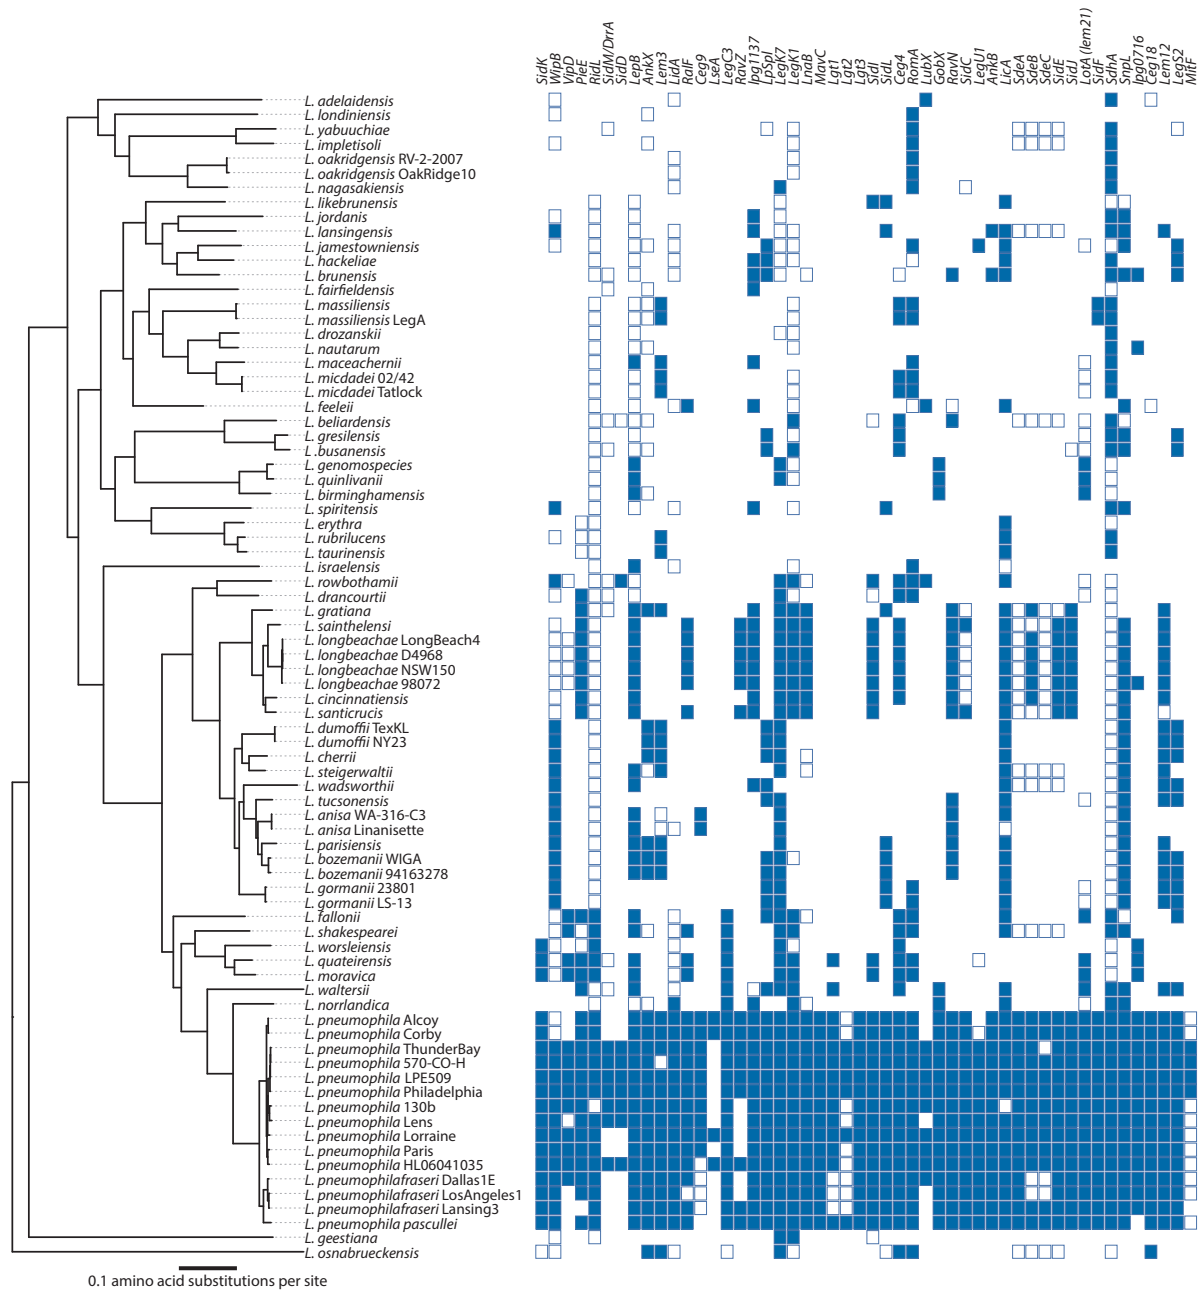 SidK
WipB
VipD
PieE
RidL
SidM/DrrA
SidD
LepB
AnkX
Lem3
LidA
RalF
Ceg9
LseA
LegC3
RavZ
lpg1137
LpSpl
LegK7
LegK1
LnaB
MavC
Lgt1
Lgt2
Lgt3
SidI
SidL
Ceg4
RomA
LubX
GobX
RavN
SidC
LegU1
AnkB
LicA
SdeA
SdeB
SdeC
SidE
SidJ
LotA (lem21)
SidF
SdhA
SnpL
lpg0716
Ceg18
Lem12
LegS2
MitF
L. adelaidensis
L. londiniensis
L. yabuuchiae
L. impletisoli
L. oakridgensis RV-2-2007
L. oakridgensis OakRidge10
L. nagasakiensis
L. likebrunensis
L. jordanis
L. lansingensis
L. jamestowniensis
L. hackeliae
L. brunensis
L. fairfieldensis
L. massiliensis
L. massiliensis LegA
L. drozanskii
L. nautarum
L. maceachernii
L. micdadei 02/42
L. micdadei Tatlock
L. feeleii
L. beliardensis
L. gresilensis
L. busanensis
L. genomospecies
L. quinlivanii
L. birminghamensis
L. spiritensis
L. erythra
L. rubrilucens
L. taurinensis
L. israelensis
L. rowbothamii
L. drancourtii
L. gratiana
L. sainthelensi
L. longbeachae LongBeach4
L. longbeachae D4968
L. longbeachae NSW150
L. longbeachae 98072
L. cincinnatiensis
L. santicrucis
L. dumoffii TexKL
L. dumoffii NY23
L. cherrii
L. steigerwaltii
L. wadsworthii
L. tucsonensis
L. anisa WA-316-C3
L. anisa Linanisette
L. parisiensis
L. bozemanii WIGA
L. bozemanii 94163278
L. gormanii 23801
L. gormanii LS-13
L. fallonii
L. shakespearei
L. worsleiensis
L. quateirensis
L. moravica
L. waltersii
L. norrlandica
L. pneumophila Alcoy
L. pneumophila Corby
L. pneumophila ThunderBay
L. pneumophila 570-CO-H
L. pneumophila LPE509
L. pneumophila Philadelphia
L. pneumophila 130b
L. pneumophila Lens
L. pneumophila Lorraine
L. pneumophila Paris
L. pneumophila HL06041035
L. pneumophilafraseri Dallas1E
L. pneumophilafraseri LosAngeles1
L. pneumophilafraseri Lansing3
L. pneumophila pascullei
L. geestiana
L. osnabrueckensis
0.1 amino acid substitutions per site